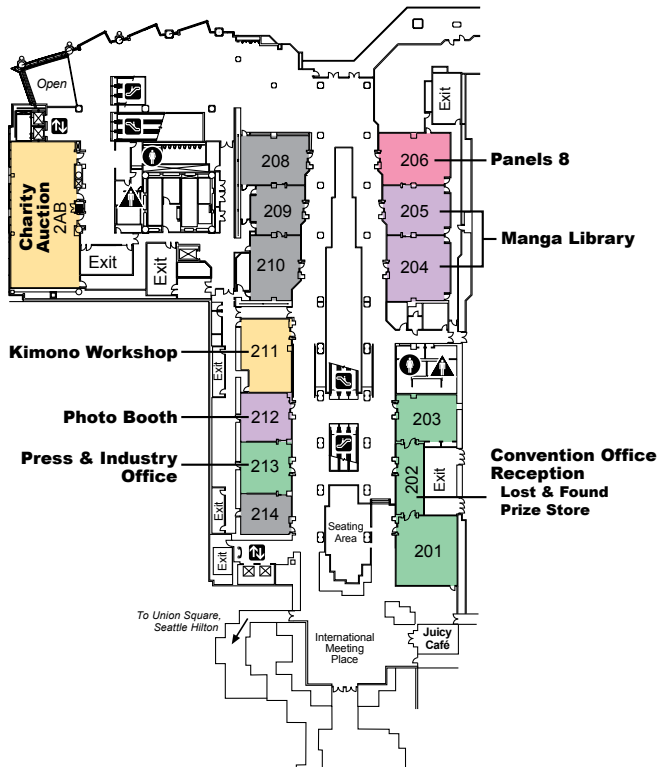 Open
Exit
208
206
Panels 8
Charity
Auction
2AB
209
205
Manga Library
Exit
Exit
210
204
Kimono Workshop
211
Exit
Photo Booth
212
203
Press & Industry
Office
213
202
Exit
Convention Office
Reception
Lost & Found
Prize Store
Exit
214
Seating
Area
201
Exit
To Union Square,
Seattle Hilton
International
Meeting
Place
Juicy
Café